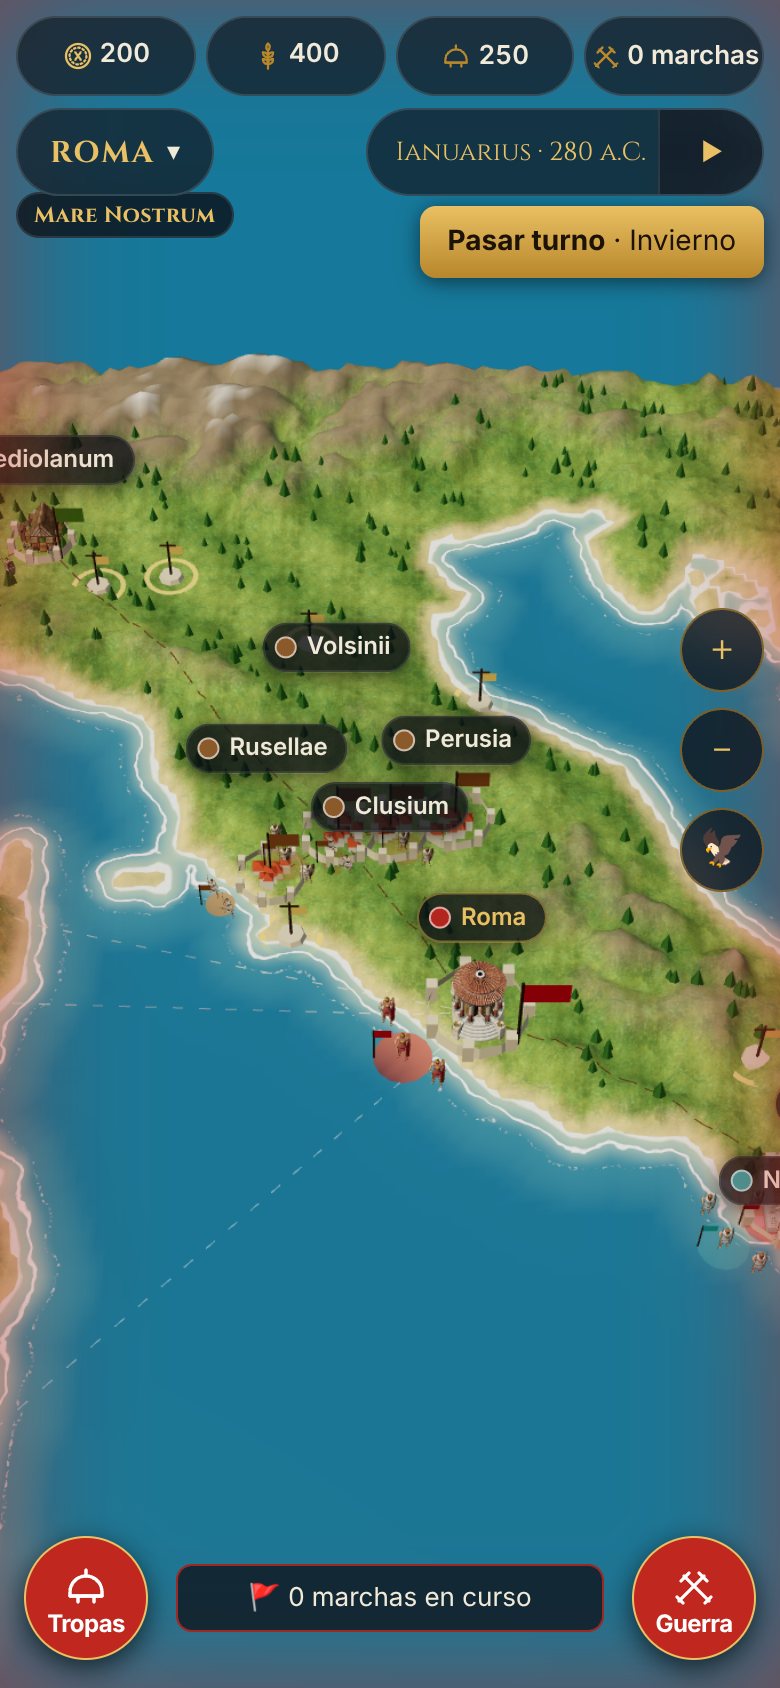 200
400
250
0 marchas
ROMA ▼
IANUARIUS · 280 A.C.
MARE NOSTRUM
Pasar turno · Invierno
ediolanum
Volsinii
Rusellae
Perusia
Clusium
Roma
N
Tropas
0 marchas en curso
Guerra